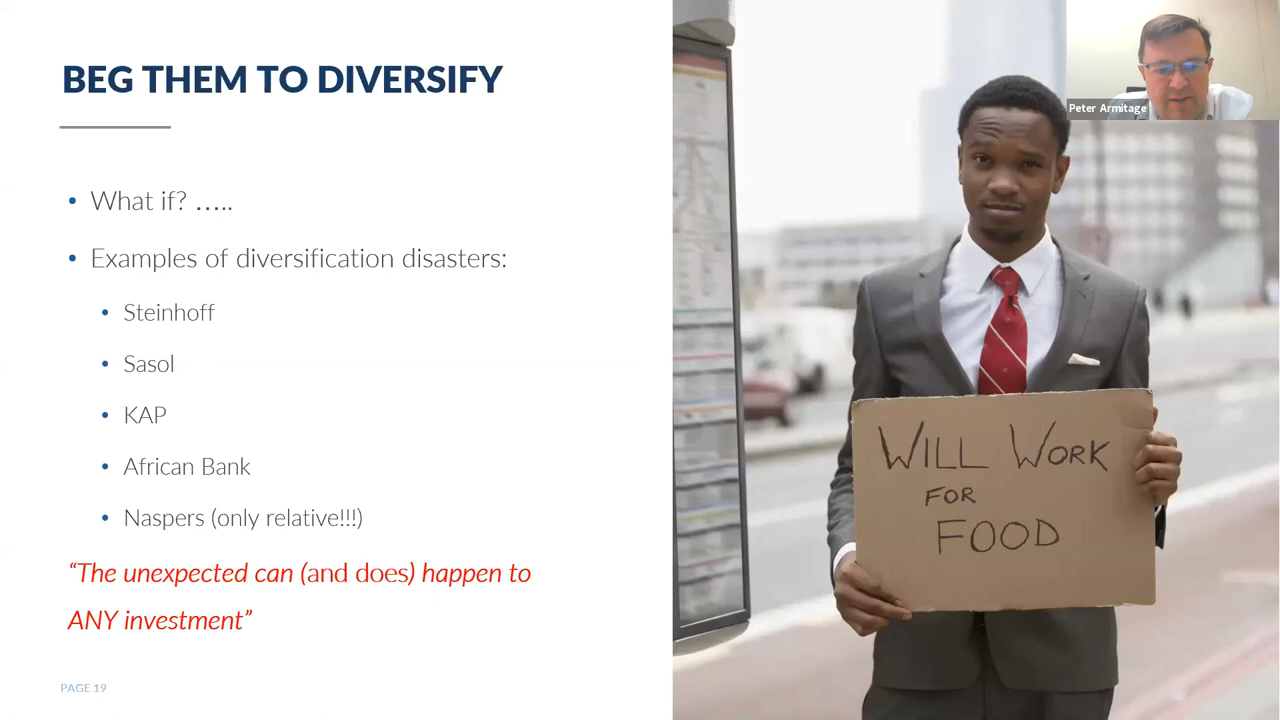 BEG THEM TO DIVERSIFY
• What if? …..
• Examples of diversification disasters:
• Steinhoff
• Sasol
• KAP
• African Bank
• Naspers (only relative!!!)
“The unexpected can (and does) happen to
ANY investment”
PAGE 19
Peter Armitage
WILL WORK
FOR
FOOD